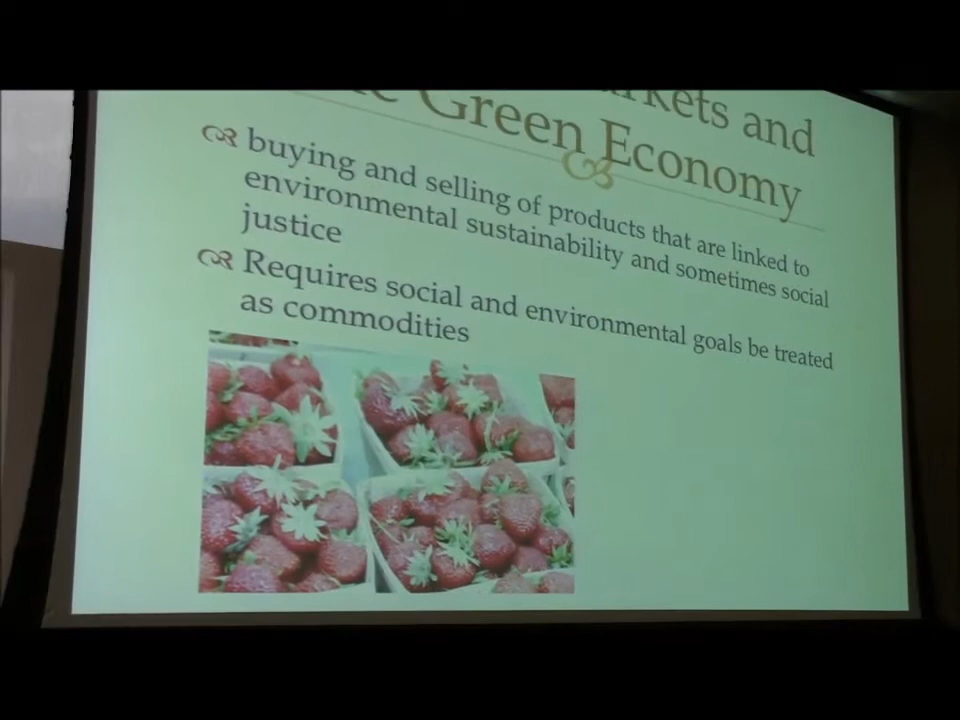 and
Green Economy
buying and selling of products that are linked to
environmental sustainability and sometimes social
justice
Requires social and environmental goals be treated
as commodities